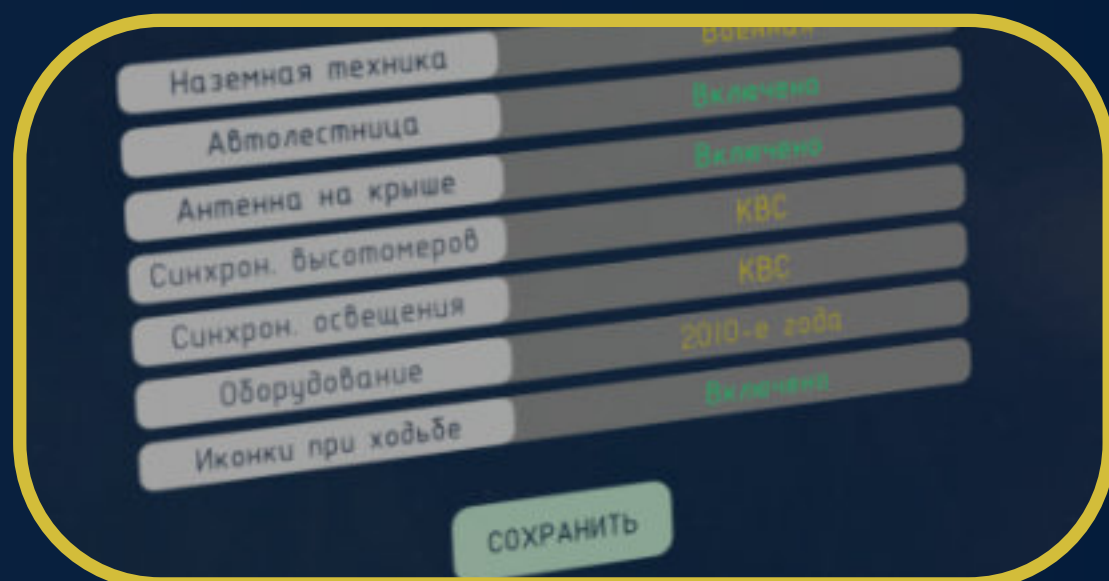 Наземная техника Военная
Автолестница Включено
Антенна на крыше Включено
Синхрон. высотомеров КВС
Синхрон. освещения КВС
Оборудование 2010-е года
Иконки при ходьбе Включено
СОХРАНИТЬ